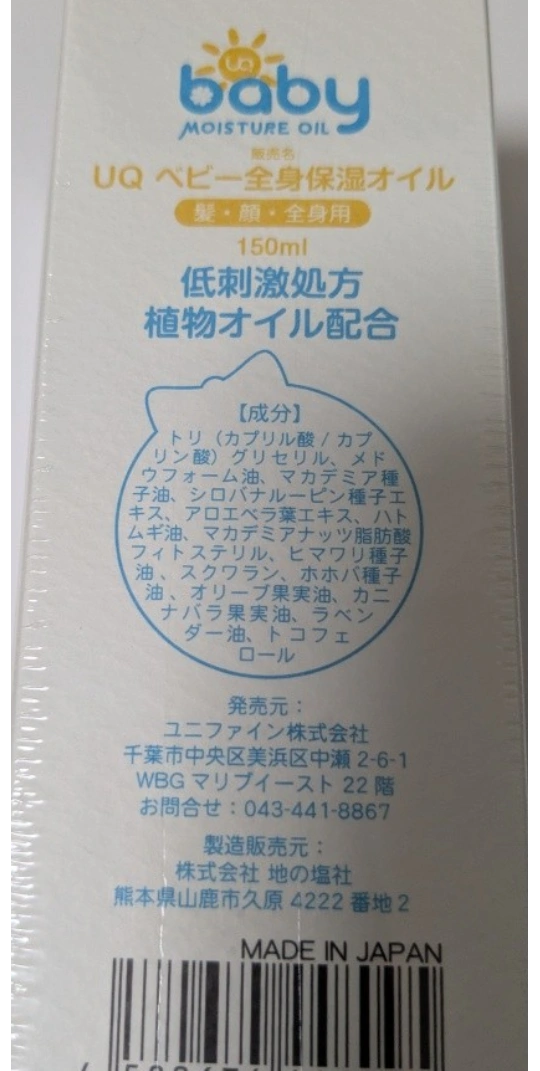 UQ
baby
MOISTURE OIL
販売名
UQ ベビー全身保湿オイル
髪・顔・全身用
150ml
低刺激処方
植物オイル配合
【成分】
トリ（カプリル酸 / カプ
リン酸）グリセリル、メド
ウフォーム油、マカデミア種
子油、シロバナルーピン種子エ
キス、アロエベラ葉エキス、ハト
ムギ油、マカデミアナッツ脂肪酸
フィトステリル、ヒマワリ種子
油、スクワラン、ホホバ種子
油、オリーブ果実油、カニ
ナバラ果実油、ラベン
ダー油、トコフェ
ロール
発売元：
ユニファイン株式会社
千葉市中央区美浜区中瀬 2-6-1
WBG マリブイースト 22 階
お問合せ：043-441-8867
製造販売元：
株式会社 地の塩社
熊本県山鹿市久原 4222 番地 2
MADE IN JAPAN